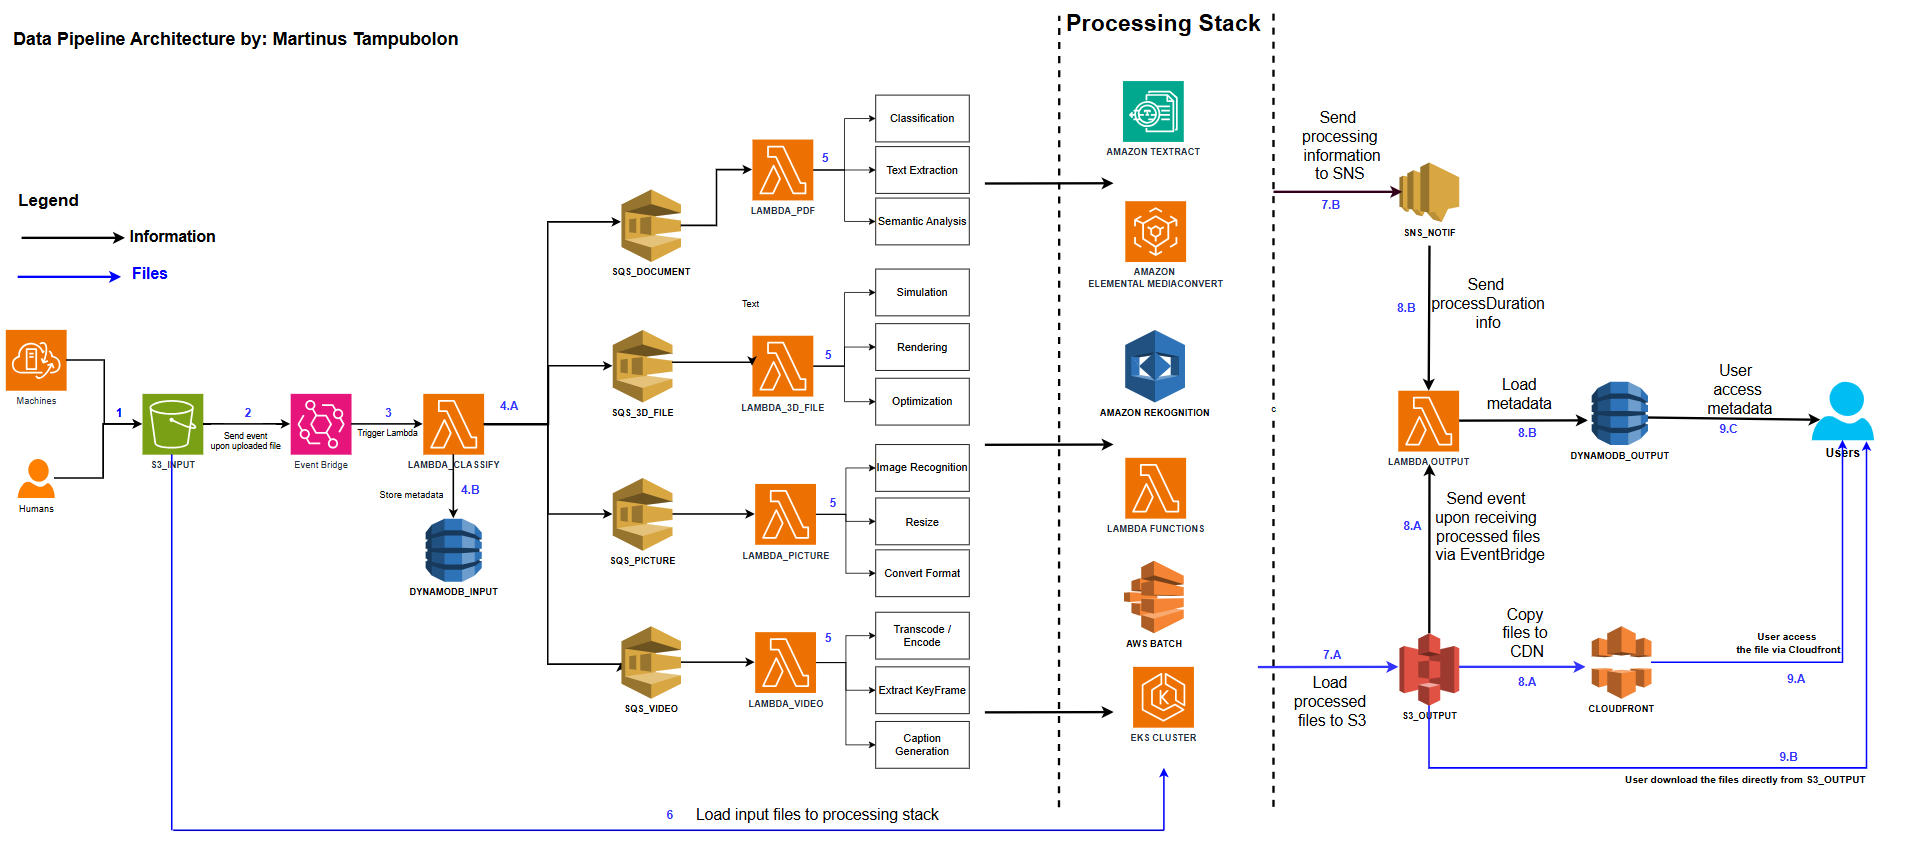 Processing Stack
Data Pipeline Architecture by: Martinus Tampubolon
Legend
Information
Files
Machines
Humans
1
S3_INPUT
2
Send event
upon uploaded file
Event Bridge
3
Trigger Lambda
LAMBDA_CLASSIFY
4.A
Store metadata
4.B
DYNAMODB_INPUT
SQS_DOCUMENT
LAMBDA_PDF
5
Classification
Text Extraction
Semantic Analysis
Text
SQS_3D_FILE
LAMBDA_3D_FILE
5
Simulation
Rendering
Optimization
SQS_PICTURE
LAMBDA_PICTURE
5
Image Recognition
Resize
Convert Format
SQS_VIDEO
LAMBDA_VIDEO
5
Transcode /
Encode
Extract KeyFrame
Caption
Generation
6
Load input files to processing stack
AMAZON TEXTRACT
AMAZON
ELEMENTAL MEDIACONVERT
AMAZON REKOGNITION
LAMBDA FUNCTIONS
AWS BATCH
K
EKS CLUSTER
c
Send
processing
information
to SNS
7.B
SNS_NOTIF
8.B
Send
processDuration
info
LAMBDA OUTPUT
Load
metadata
8.B
DYNAMODB_OUTPUT
User
access
metadata
9.C
Users
8.A
Send event
upon receiving
processed files
via EventBridge
7.A
Load
processed
files to S3
S3_OUTPUT
Copy
files to
CDN
8.A
CLOUDFRONT
User access
the file via Cloudfront
9.A
9.B
User download the files directly from S3_OUTPUT